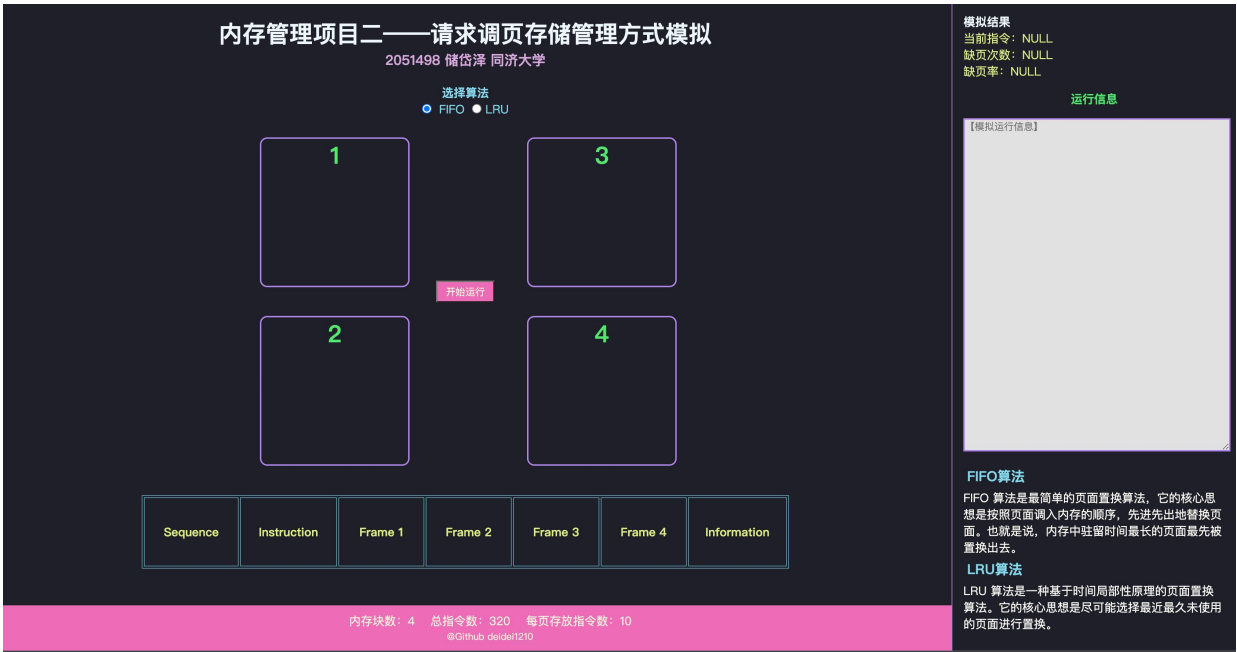 内存管理项目二——请求调页存储管理方式模拟
2051498 储岱泽 同济大学
选择算法
FIFO LRU
1
3
开始运行
2
4
Sequence Instruction Frame 1 Frame 2 Frame 3 Frame 4 Information
内存块数：4 总指令数：320 每页存放指令数：10
@Github deidei1210
模拟结果
当前指令：NULL
缺页次数：NULL
缺页率：NULL
运行信息
【模拟运行信息】
FIFO算法
FIFO 算法是最简单的页面置换算法，它的核心思
想是按照页面调入内存的顺序，先进先出地替换页
面。也就是说，内存中驻留时间最长的页面最先被
置换出去。
LRU算法
LRU 算法是一种基于时间局部性原理的页面置换
算法。它的核心思想是尽可能选择最近最久未使用
的页面进行置换。